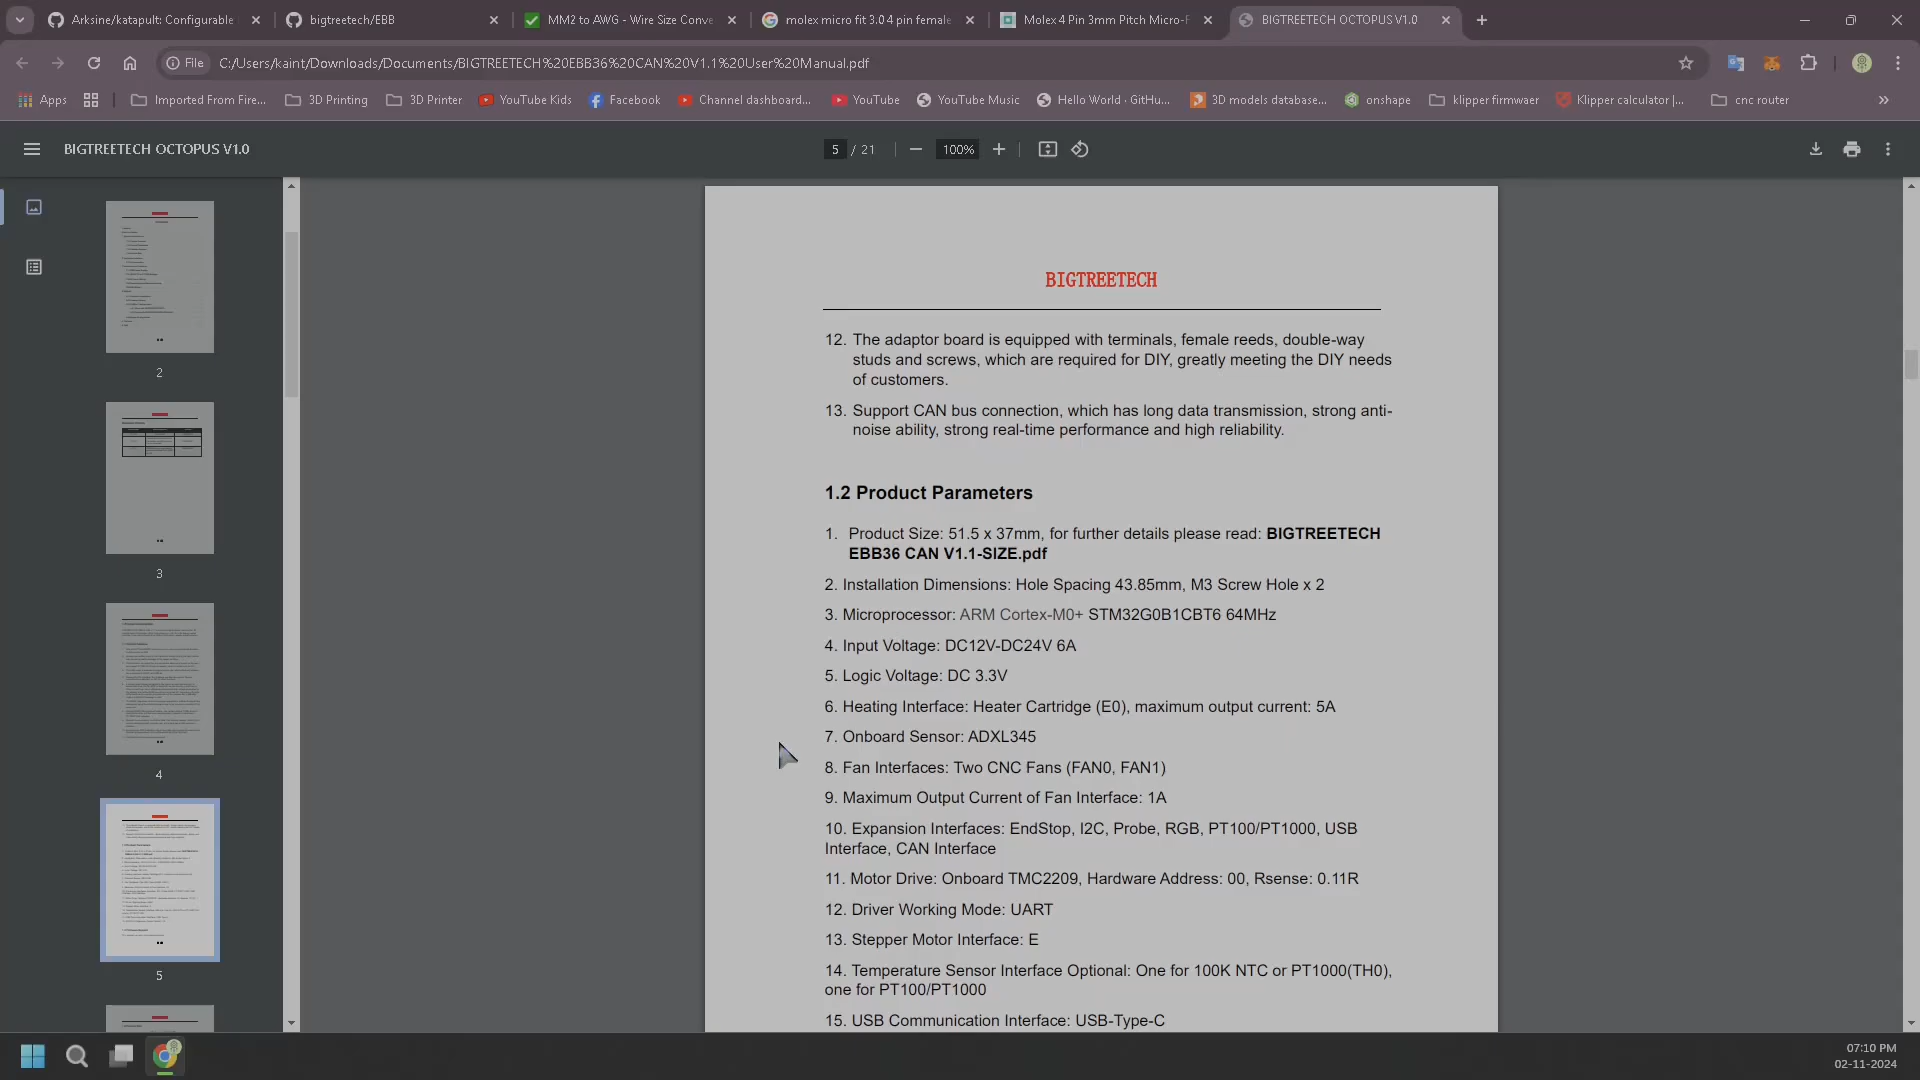 Arksine/katapult: Configurable
bigtreetech/EBB
MM2 to AWG - Wire Size Conve
molex micro fit 3.0 4 pin female
Molex 4 Pin 3mm Pitch Micro-F
BIGTREETECH OCTOPUS V1.0
File
C:/Users/kaint/Downloads/Documents/BIGTREETECH%20EBB36%20CAN%20V1.1%20User%20Manual.pdf
Apps
Imported From Fire...
3D Printing
3D Printer
YouTube Kids
Facebook
Channel dashboard...
YouTube
YouTube Music
Hello World · GitHu...
3D models database...
onshape
klipper firmwaer
Klipper calculator |...
cnc router
BIGTREETECH OCTOPUS V1.0
5 / 21
100%
2
3
4
5
BIGTREETECH
12. The adaptor board is equipped with terminals, female reeds, double-way
studs and screws, which are required for DIY, greatly meeting the DIY needs
of customers.
13. Support CAN bus connection, which has long data transmission, strong anti-
noise ability, strong real-time performance and high reliability.
1.2 Product Parameters
1. Product Size: 51.5 x 37mm, for further details please read: BIGTREETECH
EBB36 CAN V1.1-SIZE.pdf
2. Installation Dimensions: Hole Spacing 43.85mm, M3 Screw Hole x 2
3. Microprocessor: ARM Cortex-M0+ STM32G0B1CBT6 64MHz
4. Input Voltage: DC12V-DC24V 6A
5. Logic Voltage: DC 3.3V
6. Heating Interface: Heater Cartridge (E0), maximum output current: 5A
7. Onboard Sensor: ADXL345
8. Fan Interfaces: Two CNC Fans (FAN0, FAN1)
9. Maximum Output Current of Fan Interface: 1A
10. Expansion Interfaces: EndStop, I2C, Probe, RGB, PT100/PT1000, USB
Interface, CAN Interface
11. Motor Drive: Onboard TMC2209, Hardware Address: 00, Rsense: 0.11R
12. Driver Working Mode: UART
13. Stepper Motor Interface: E
14. Temperature Sensor Interface Optional: One for 100K NTC or PT1000(TH0),
one for PT100/PT1000
15. USB Communication Interface: USB-Type-C
07:10 PM
02-11-2024